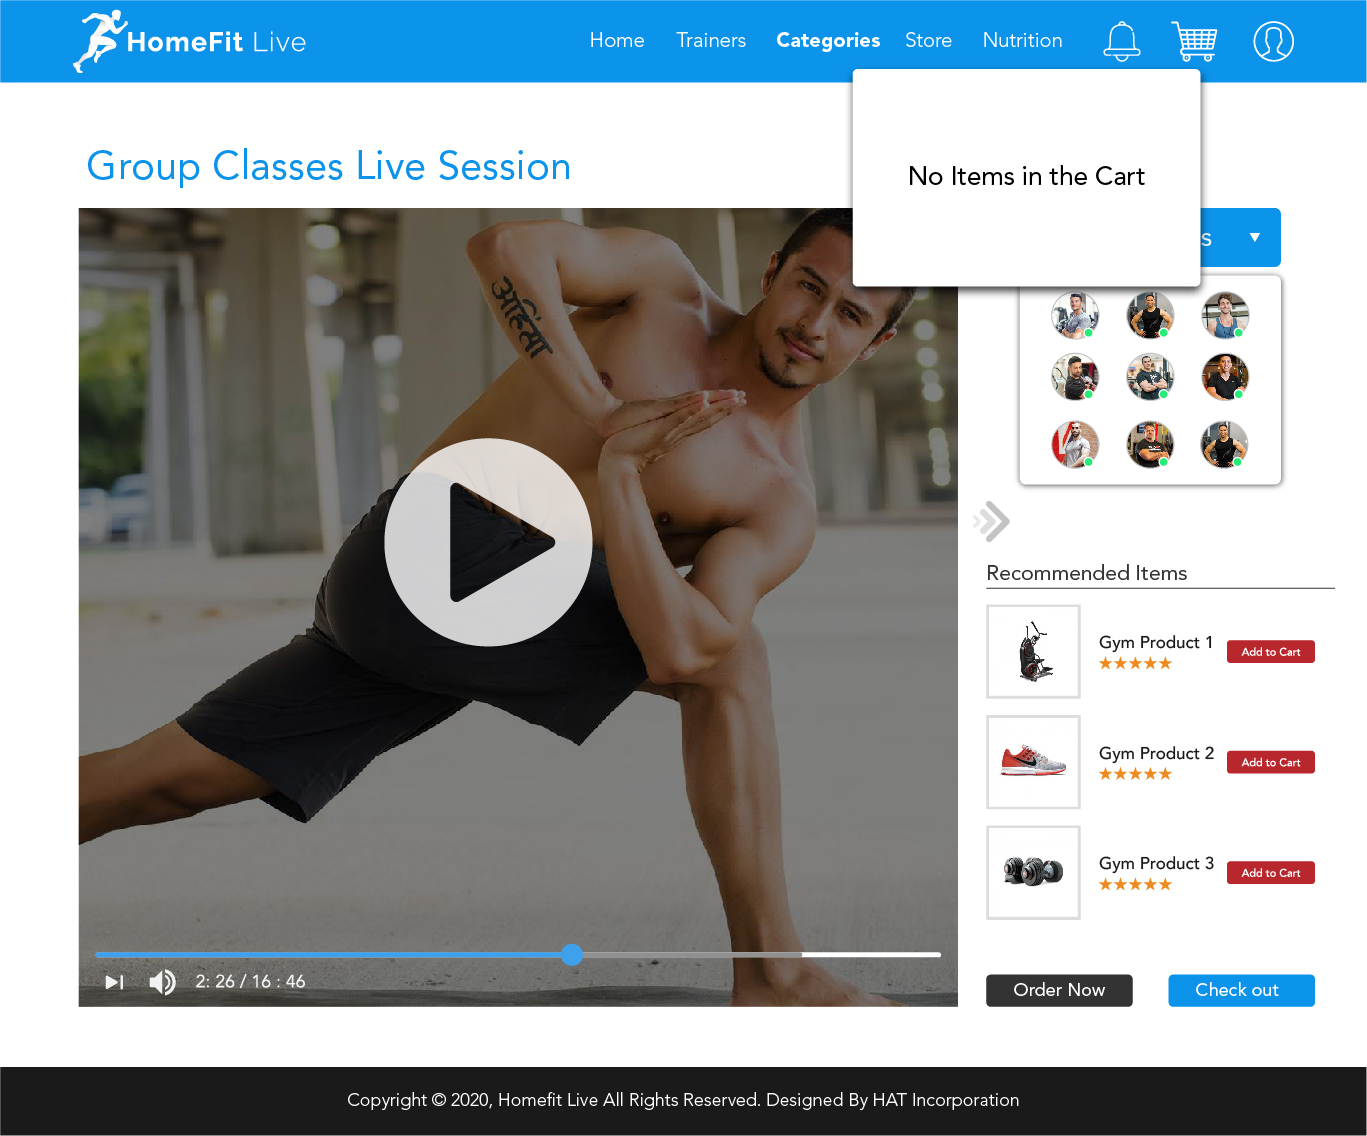 HomeFit Live
Home Trainers Categories Store Nutrition
No Items in the Cart
Group Classes Live Session
s
अहिंसा
Recommended Items
Gym Product 1
Add to Cart
Gym Product 2
Add to Cart
Gym Product 3
Add to Cart
2: 26 / 16 : 46
Order Now
Check out
Copyright © 2020, Homefit Live All Rights Reserved. Designed By HAT Incorporation